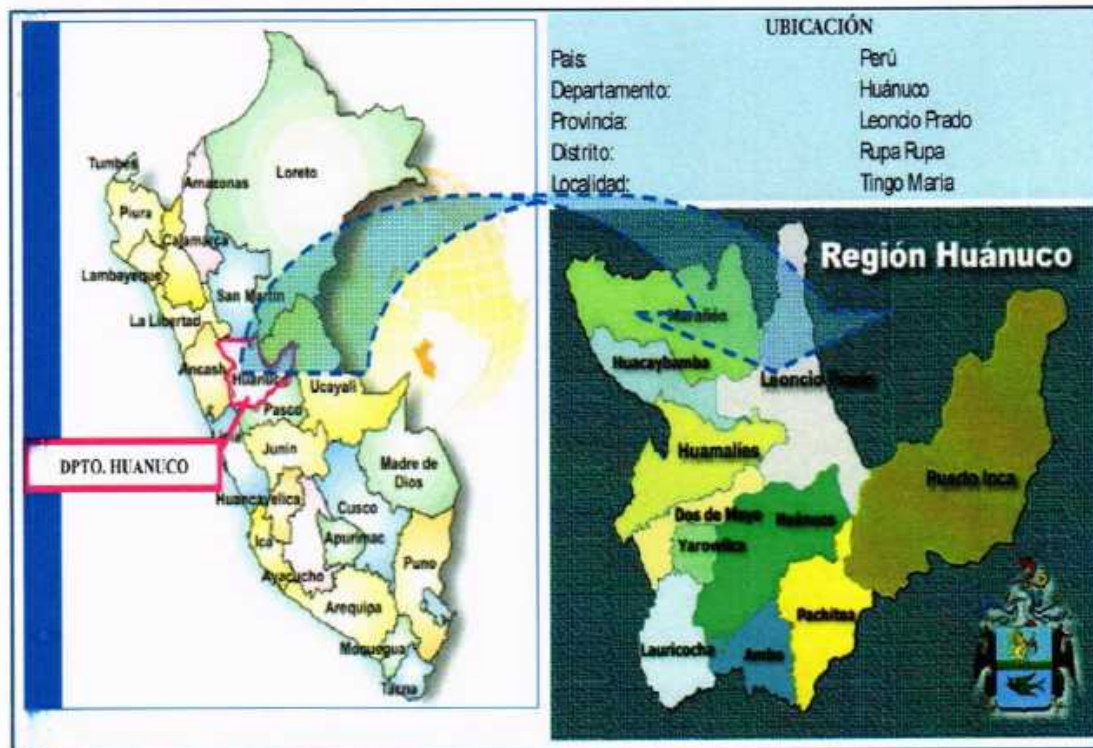 UBICACIÓN
País: Perú
Departamento: Huánuco
Provincia: Leoncio Prado
Distrito: Rupa Rupa
Localidad: Tingo Maria
Tumbes
Amazonas
Loreto
Piura
Cajamarca
Lambayeque
San Martín
La Libertad
Ancash
Huánuco
Ucayali
Pasco
DPTO. HUANUCO
Junín
Madre de
Dios
Huancavelica
Cusco
Ica
Apurimac
Ayacucho
Puno
Arequipa
Moquegua
Tacna
Región Huánuco
Marañón
Huacaybamba
Leoncio Prado
Huamalíes
Puerto Inca
Dos de Mayo
Huánuco
Yarowilca
Pachitea
Lauricocha
Ambo